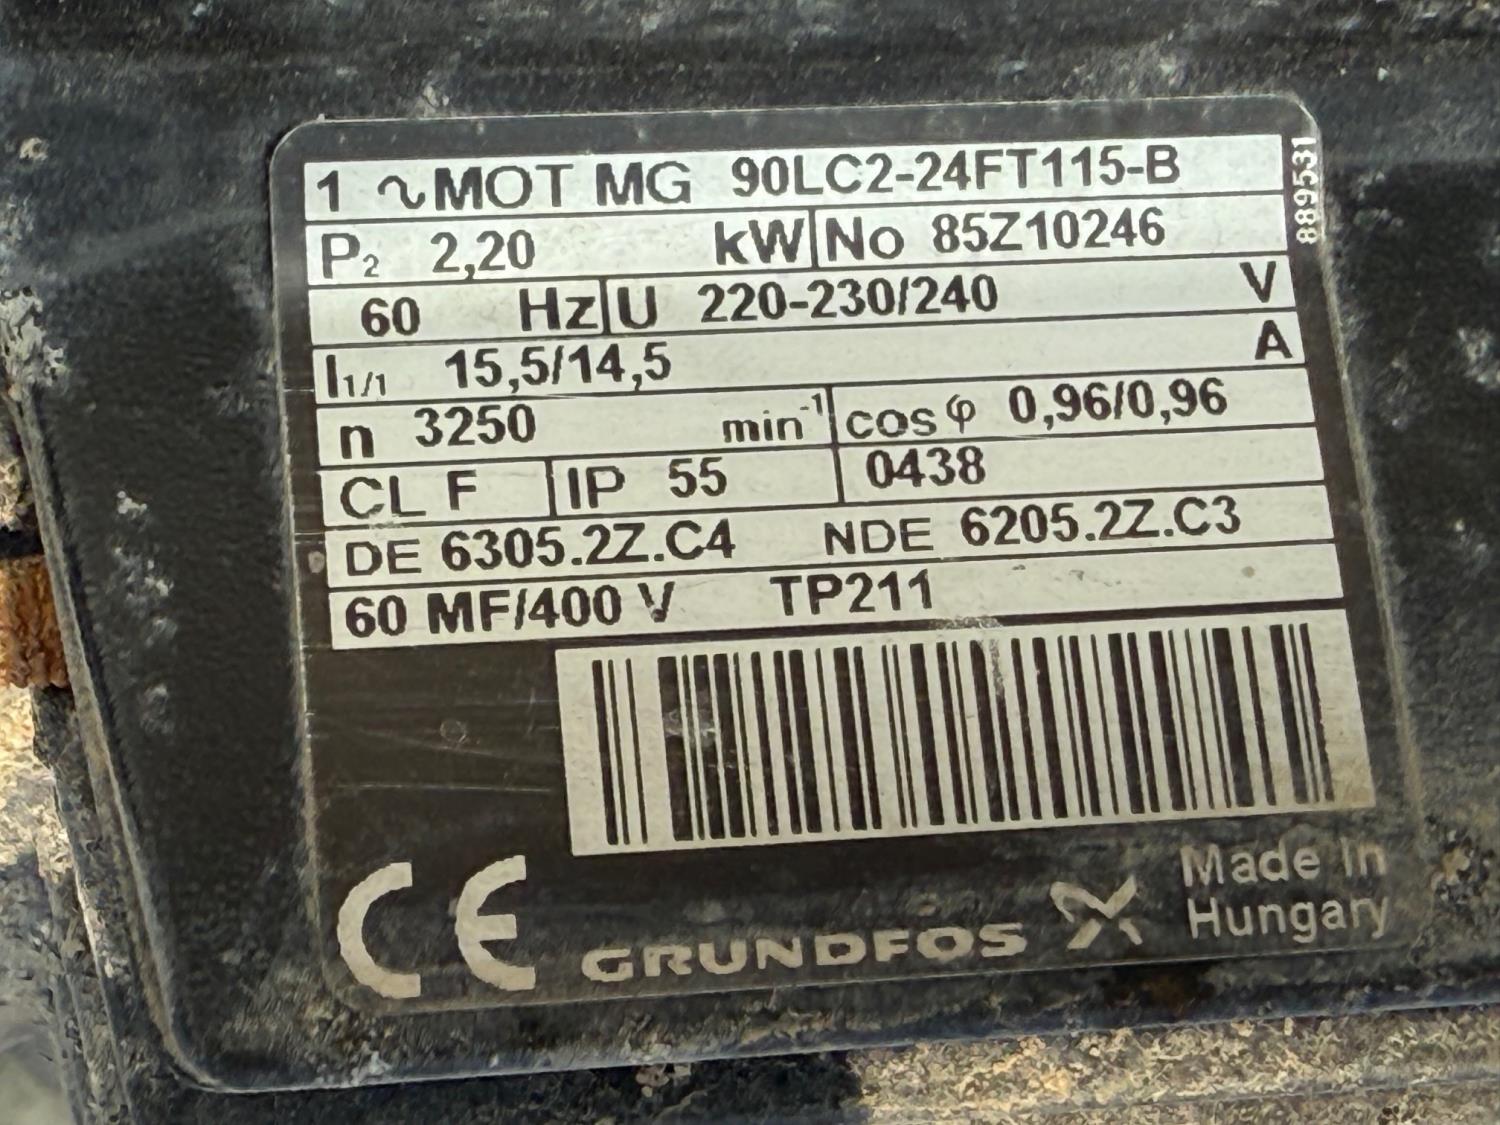 1 ∿ MOT MG 90LC2-24FT115-B
P₂ 2,20 kW No 85Z10246
60 Hz U 220-230/240 V
I₁/₁ 15,5/14,5 A
n 3250 min⁻¹ cos φ 0,96/0,96
CL F IP 55 0438
DE 6305.2Z.C4 NDE 6205.2Z.C3
60 MF/400 V TP211
889531
CE GRUNDFOS
Made in
Hungary